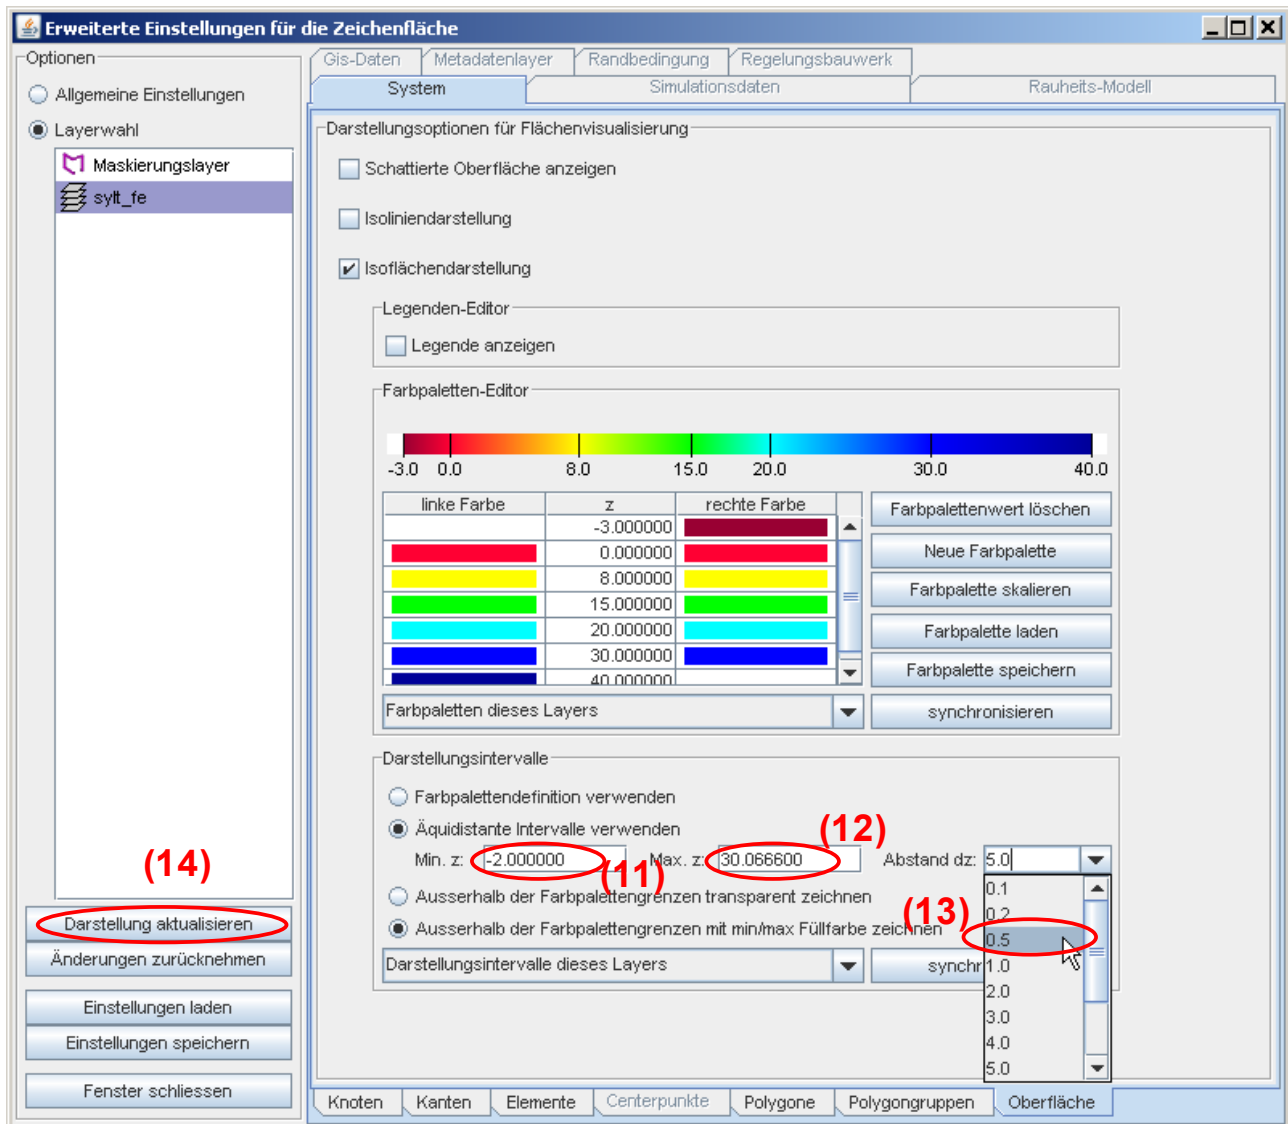 Erweiterte Einstellungen für die Zeichenfläche
Optionen
Allgemeine Einstellungen
Layerwahl
Maskierungslayer
sylt_fe
(14)
Darstellung aktualisieren
Änderungen zurücknehmen
Einstellungen laden
Einstellungen speichern
Fenster schliessen
Gis-Daten Metadatenlayer Randbedingung Regelungsbauwerk
System Simulationsdaten Rauheits-Modell
Darstellungsoptionen für Flächenvisualisierung
Schattierte Oberfläche anzeigen
Isoliniendarstellung
Isoflächendarstellung
Legenden-Editor
Legende anzeigen
Farbpaletten-Editor
-3.0 0.0 8.0 15.0 20.0 30.0 40.0
linke Farbe z rechte Farbe
-3.000000
0.000000
8.000000
15.000000
20.000000
30.000000
40.000000
Farbpalettenwert löschen
Neue Farbpalette
Farbpalette skalieren
Farbpalette laden
Farbpalette speichern
Farbpaletten dieses Layers synchronisieren
Darstellungsintervalle
Farbpalettendefinition verwenden
Äquidistante Intervalle verwenden
(12)
Min. z: -2.000000 (11) Max. z: 30.066600 Abstand dz: 5.0
Ausserhalb der Farbpalettengrenzen transparent zeichnen
(13)
Ausserhalb der Farbpalettengrenzen mit min/max Füllfarbe zeichnen
Darstellungsintervalle dieses Layers synchr
0.1
0.2
0.5
1.0
2.0
3.0
4.0
5.0
Knoten Kanten Elemente Centerpunkte Polygone Polygongruppen Oberfläche